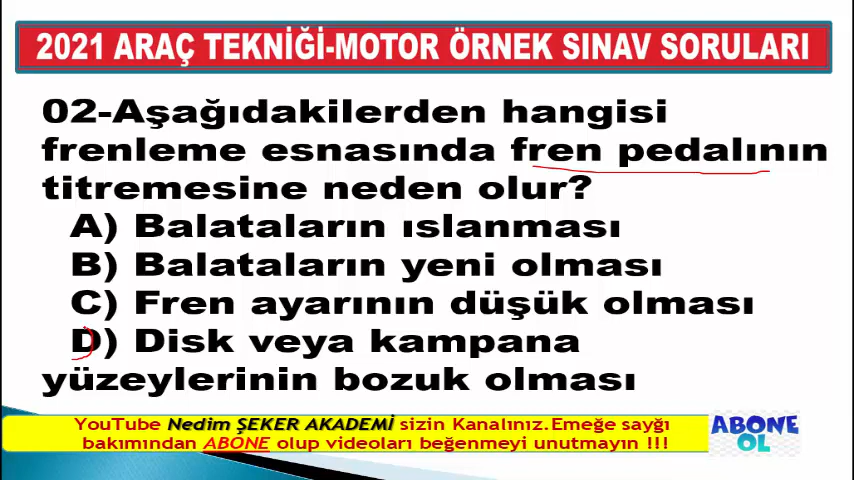 2021 ARAÇ TEKNİĞİ-MOTOR ÖRNEK SINAV SORULARI
02-Aşağıdakilerden hangisi
frenleme esnasında fren pedalının
titremesine neden olur?
A) Balataların ıslanması
B) Balataların yeni olması
C) Fren ayarının düşük olması
D) Disk veya kampana
yüzeylerinin bozuk olması
YouTube Nedim ŞEKER AKADEMİ sizin Kanalınız.Emeğe sayğı
bakımından ABONE olup videoları beğenmeyi unutmayın !!!
ABONE
OL